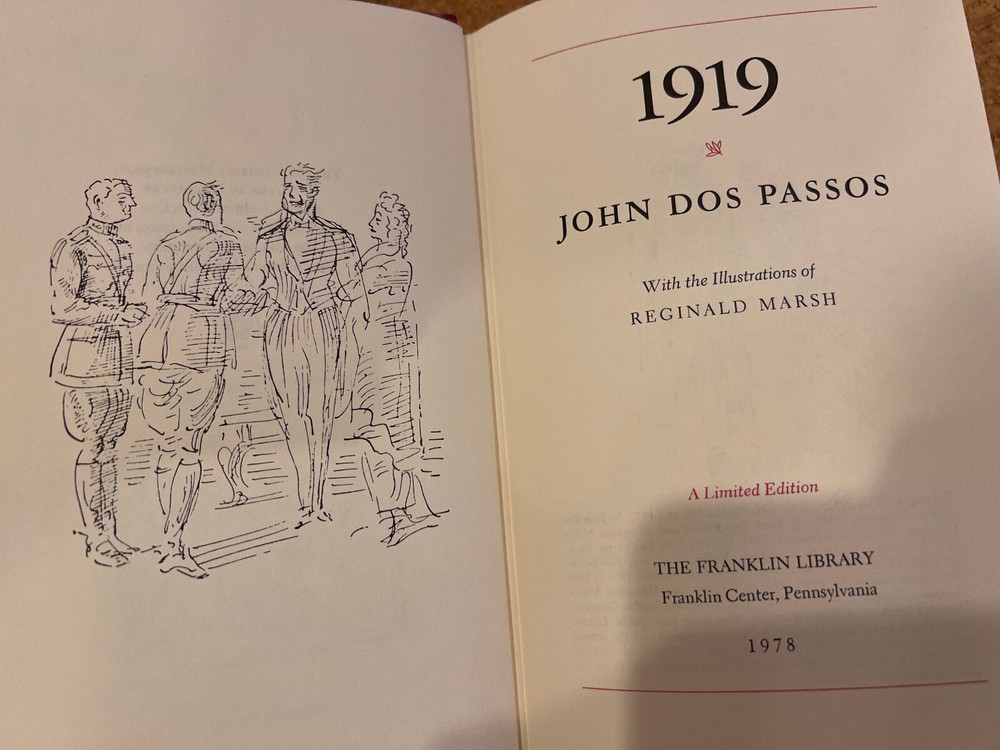 1919
JOHN DOS PASSOS
With the Illustrations of
REGINALD MARSH
A Limited Edition
THE FRANKLIN LIBRARY
Franklin Center, Pennsylvania
1978